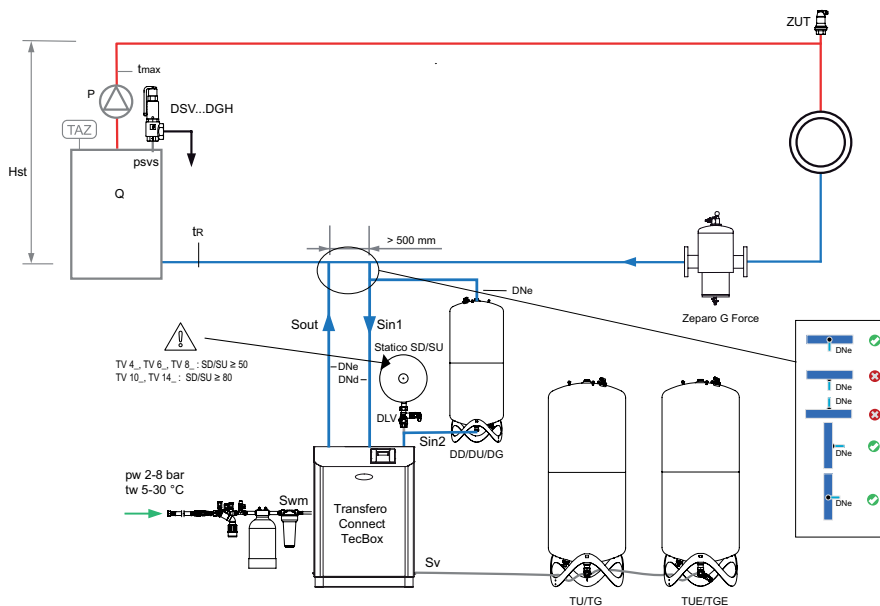 ZUT
tmax
P
DSV...DGH
TAZ
psvs
Hst
Q
tR
> 500 mm
DNe
Zeparo G Force
Sout
Sin1
Statico SD/SU
TV 4_, TV 6_, TV 8_ : SD/SU ≥ 50
TV 10_, TV 14_ : SD/SU ≥ 80
DNe
DNd
DLV
Sin2
DD/DU/DG
DNe
DNe
DNe
DNe
DNe
pw 2-8 bar
tw 5-30 °C
Swm
Transfero
Connect
TecBox
Sv
TU/TG
TUE/TGE